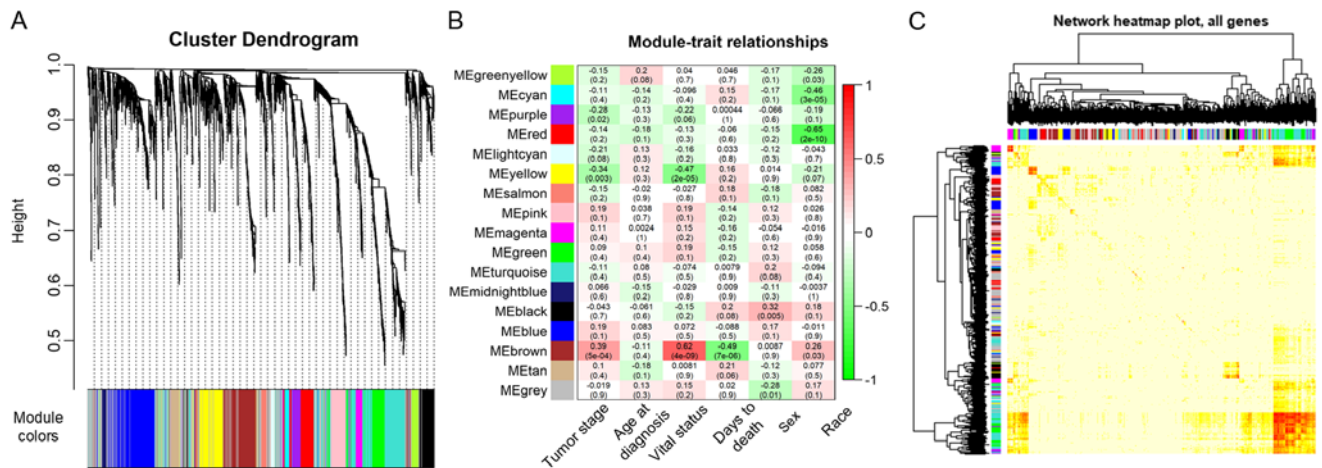 A
Cluster Dendrogram
Height
1.0
0.9
0.8
0.7
0.6
0.5
Module
colors
B
Module-trait relationships
MEgreenyellow -0.15 0.2 0.04 0.046 -0.17 -0.26
(0.2) (0.08) (0.7) (0.7) (0.1) (0.03)
MEcyan -0.11 -0.14 -0.096 0.15 -0.17 -0.46
(0.4) (0.2) (0.4) (0.2) (0.1) (3e-05)
MEpurple -0.28 -0.13 -0.22 0.00044 -0.066 -0.19
(0.02) (0.3) (0.06) (1) (0.6) (0.1)
MEred -0.14 -0.18 -0.13 -0.06 -0.15 -0.65
(0.2) (0.1) (0.3) (0.6) (0.2) (2e-10)
MElightcyan -0.21 0.13 -0.16 0.033 -0.12 -0.043
(0.08) (0.3) (0.2) (0.8) (0.3) (0.7)
MEyellow -0.34 0.12 -0.47 0.16 0.014 -0.21
(0.003) (0.3) (2e-05) (0.2) (0.9) (0.07)
MEsalmon -0.15 -0.02 -0.027 0.18 -0.18 0.082
(0.2) (0.9) (0.8) (0.1) (0.1) (0.5)
MEpink 0.19 0.038 0.19 -0.14 0.12 0.026
(0.1) (0.7) (0.1) (0.2) (0.3) (0.8)
MEmagenta 0.11 0.0024 0.15 -0.16 -0.054 -0.016
(0.4) (1) (0.2) (0.2) (0.6) (0.9)
MEgreen 0.09 0.1 0.19 -0.15 0.12 0.058
(0.4) (0.4) (0.1) (0.2) (0.3) (0.6)
MEturquoise -0.11 0.08 -0.074 0.0079 0.2 -0.094
(0.4) (0.5) (0.5) (0.9) (0.08) (0.4)
MEmidnightblue 0.066 -0.15 -0.029 0.009 -0.11 -0.0037
(0.6) (0.2) (0.8) (0.9) (0.3) (1)
MEblack -0.043 -0.061 -0.15 0.2 0.32 0.18
(0.7) (0.6) (0.2) (0.08) (0.005) (0.1)
MEblue 0.19 0.083 0.072 -0.088 0.17 -0.011
(0.1) (0.5) (0.5) (0.5) (0.1) (0.9)
MEbrown 0.39 -0.11 0.62 -0.49 0.0087 0.26
(5e-04) (0.4) (4e-09) (7e-06) (0.9) (0.03)
MEtan 0.1 -0.18 0.0081 0.21 -0.12 0.077
(0.4) (0.1) (0.9) (0.06) (0.3) (0.5)
MEgrey -0.019 0.13 0.15 0.02 -0.28 0.17
(0.9) (0.3) (0.2) (0.9) (0.01) (0.1)
Tumor stage
Age at
diagnosis
Vital status
Days to
death
Sex
Race
1
0.5
0
-0.5
-1
C
Network heatmap plot, all genes